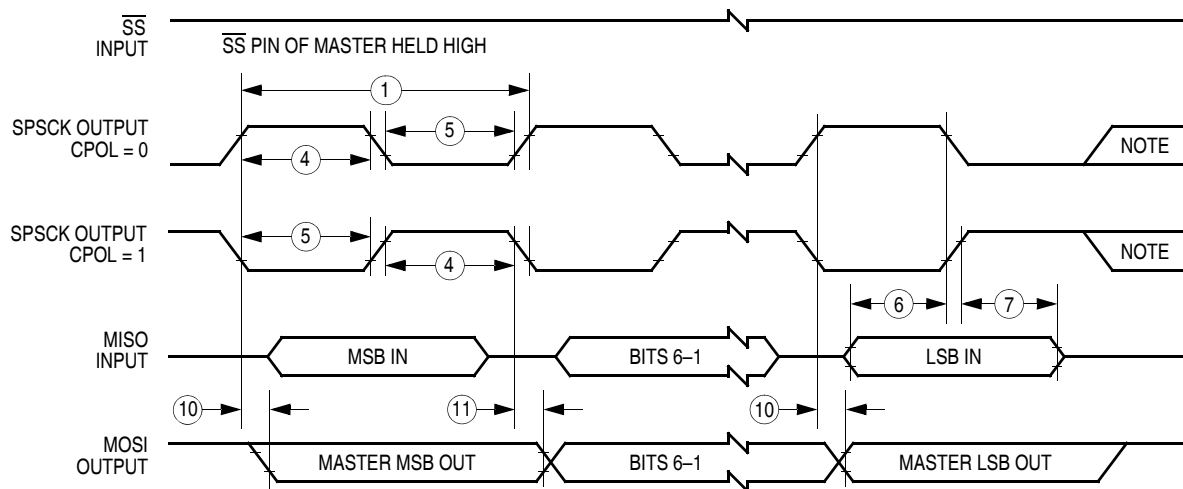 SS
INPUT
SS PIN OF MASTER HELD HIGH
1
SPSCK OUTPUT
CPOL = 0
5
4
NOTE
SPSCK OUTPUT
CPOL = 1
5
4
NOTE
6
7
MISO
INPUT
MSB IN
BITS 6–1
LSB IN
10
11
10
MOSI
OUTPUT
MASTER MSB OUT
BITS 6–1
MASTER LSB OUT